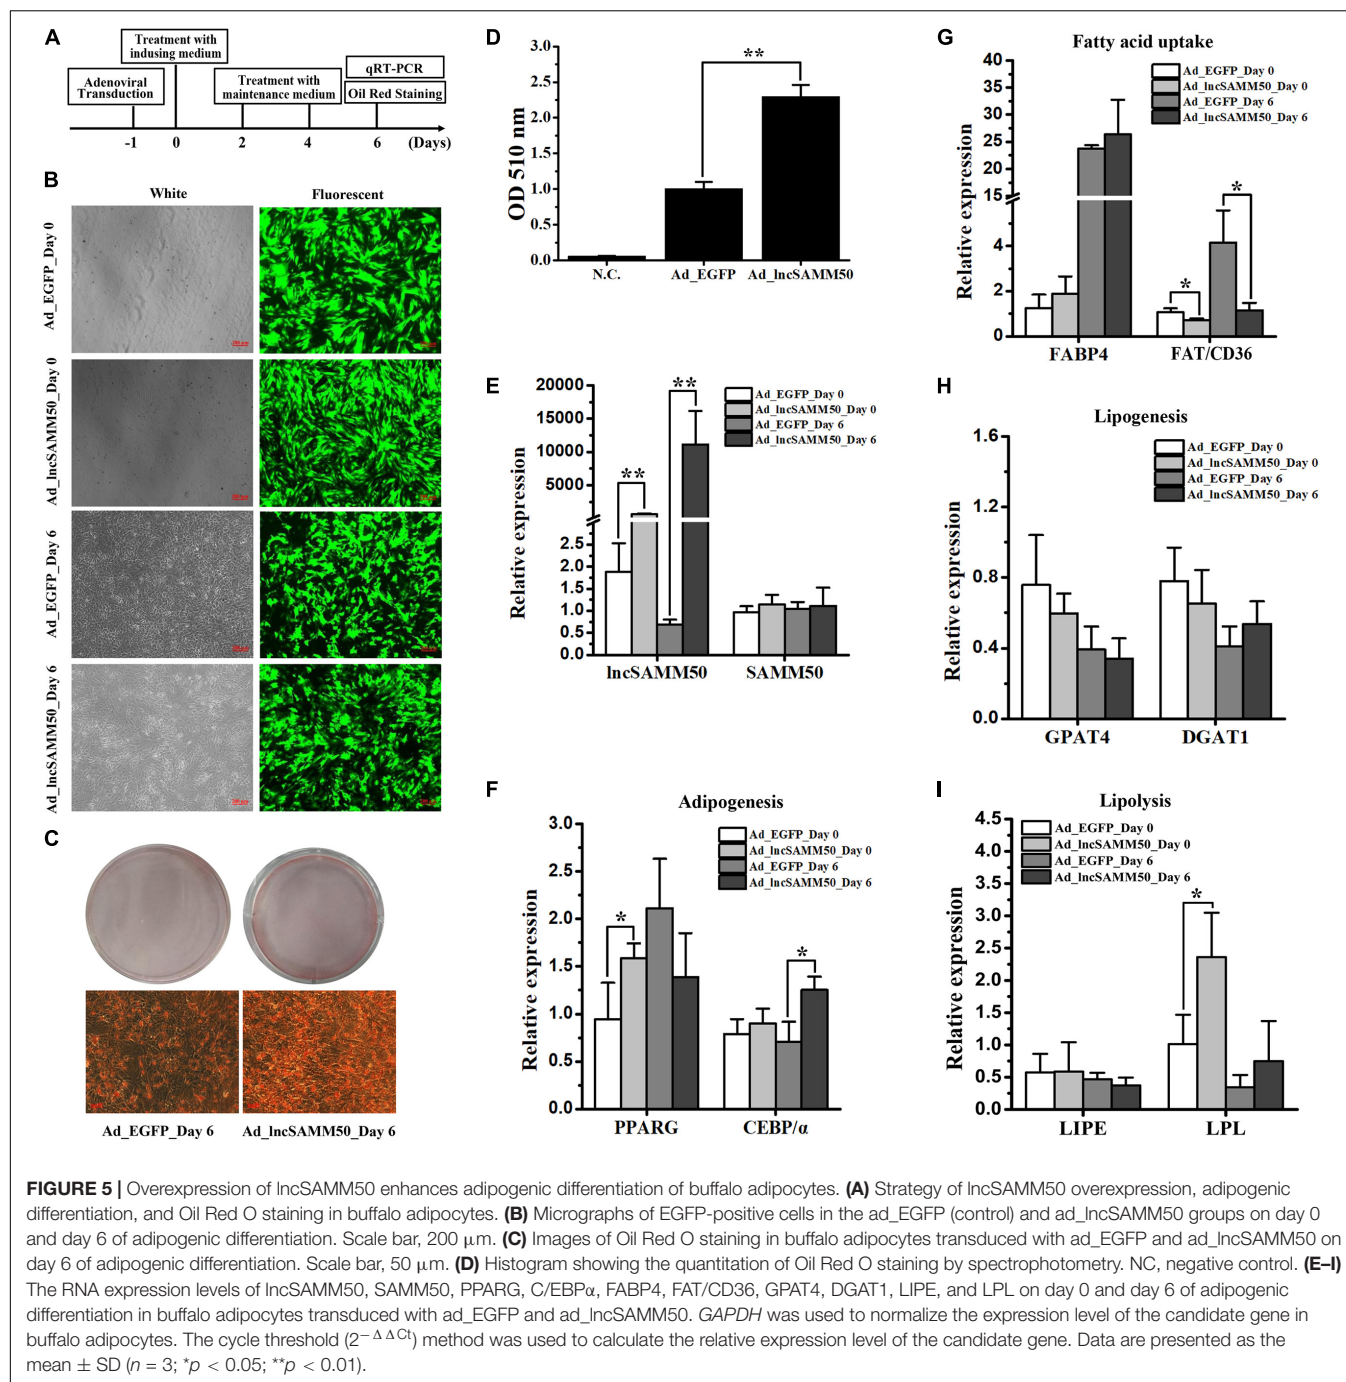 A
Treatment with
indusing medium
Adenoviral
Transduction
Treatment with
maintenance medium
qRT-PCR
Oil Red Staining
-1 0 2 4 6 (Days)
B
White Fluorescent
Ad_EGFP_Day 0
Ad_lncSAMM50_Day 0
Ad_EGFP_Day 6
Ad_lncSAMM50_Day 6
C
Ad_EGFP_Day 6 Ad_lncSAMM50_Day 6
D
OD 510 nm
3.0
2.5
2.0
1.5
1.0
0.5
0.0
**
N.C. Ad_EGFP Ad_lncSAMM50
E
Relative expression
20000
15000
10000
5000
2.5
2.0
1.5
1.0
0.5
0.0
Ad_EGFP_Day 0
Ad_lncSAMM50_Day 0
Ad_EGFP_Day 6
Ad_lncSAMM50_Day 6
**
**
lncSAMM50 SAMM50
F
Adipogenesis
Relative expression
3.0
2.5
2.0
1.5
1.0
0.5
0.0
Ad_EGFP_Day 0
Ad_lncSAMM50_Day 0
Ad_EGFP_Day 6
Ad_lncSAMM50_Day 6
*
*
PPARG CEBP/α
G
Fatty acid uptake
Relative expression
40
35
30
25
20
15
4
2
0
Ad_EGFP_Day 0
Ad_lncSAMM50_Day 0
Ad_EGFP_Day 6
Ad_lncSAMM50_Day 6
*
*
FABP4 FAT/CD36
H
Lipogenesis
Relative expression
1.6
1.2
0.8
0.4
0.0
Ad_EGFP_Day 0
Ad_lncSAMM50_Day 0
Ad_EGFP_Day 6
Ad_lncSAMM50_Day 6
GPAT4 DGAT1
I
Lipolysis
Relative expression
4.5
4.0
3.5
3.0
2.5
2.0
1.5
1.0
0.5
0.0
Ad_EGFP_Day 0
Ad_lncSAMM50_Day 0
Ad_EGFP_Day 6
Ad_lncSAMM50_Day 6
*
LIPE LPL
FIGURE 5 | Overexpression of lncSAMM50 enhances adipogenic differentiation of buffalo adipocytes. (A) Strategy of lncSAMM50 overexpression, adipogenic
differentiation, and Oil Red O staining in buffalo adipocytes. (B) Micrographs of EGFP-positive cells in the ad_EGFP (control) and ad_lncSAMM50 groups on day 0
and day 6 of adipogenic differentiation. Scale bar, 200 μm. (C) Images of Oil Red O staining in buffalo adipocytes transduced with ad_EGFP and ad_lncSAMM50 on
day 6 of adipogenic differentiation. Scale bar, 50 μm. (D) Histogram showing the quantitation of Oil Red O staining by spectrophotometry. NC, negative control. (E–I)
The RNA expression levels of lncSAMM50, SAMM50, PPARG, C/EBPα, FABP4, FAT/CD36, GPAT4, DGAT1, LIPE, and LPL on day 0 and day 6 of adipogenic
differentiation in buffalo adipocytes transduced with ad_EGFP and ad_lncSAMM50. GAPDH was used to normalize the expression level of the candidate gene in
buffalo adipocytes. The cycle threshold (2−ΔΔCt) method was used to calculate the relative expression level of the candidate gene. Data are presented as the
mean ± SD (n = 3; *p < 0.05; **p < 0.01).